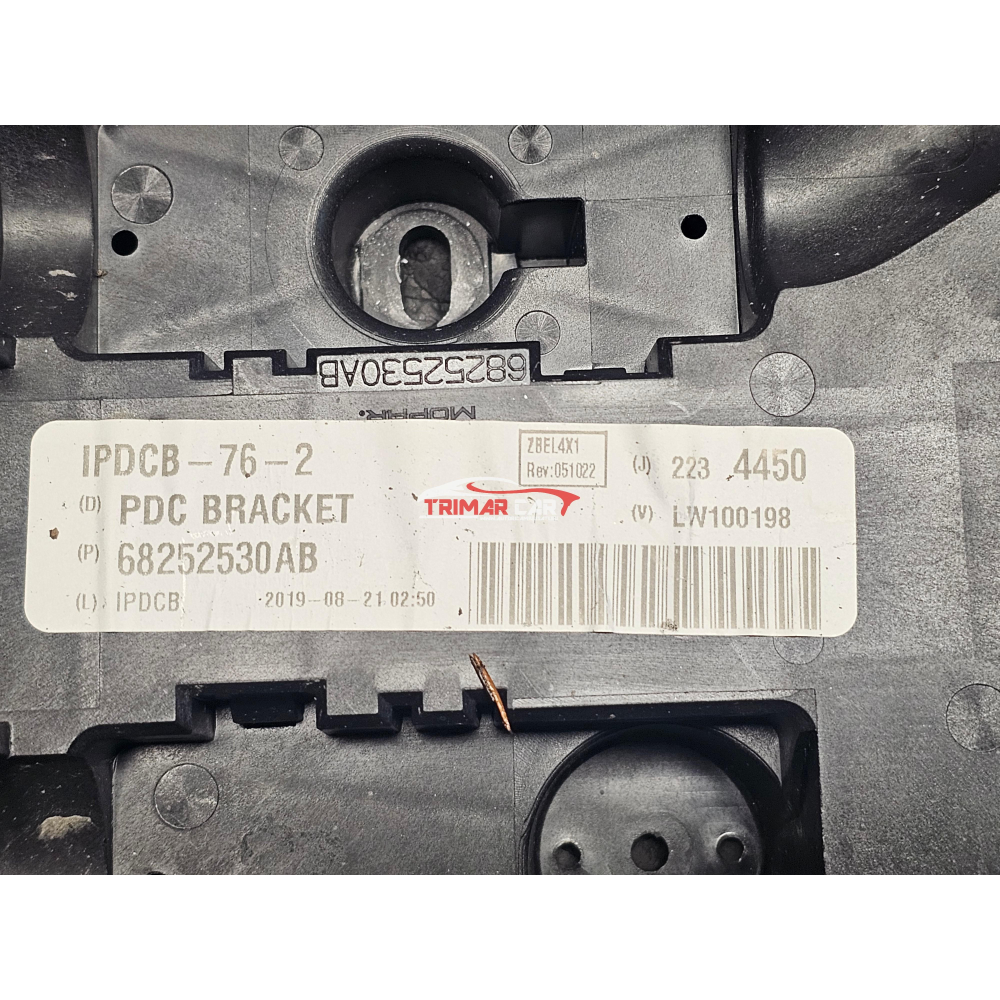 68252530AB
MOPAR.
IPDCB-76-2
ZBEL4X1
Rev:051022
(J) 223 4450
(D) PDC BRACKET
TRIMAR CAR
(V) LW100198
(P) 68252530AB
(L) IPDCB 2019-08-21 02:50